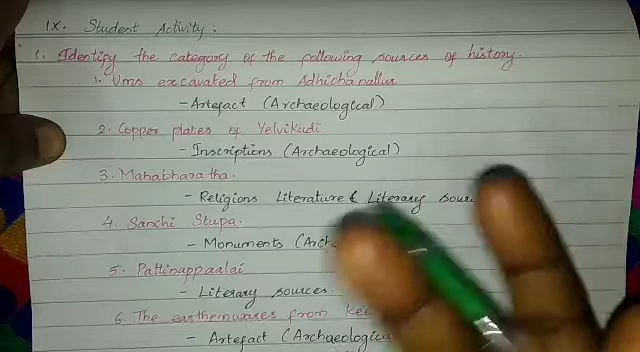 IX. Student Activity:
1. Identify the category of the following sources of history.
1. Urns excavated from Adhichanallur
- Artefact (Archaeological)
2. Copper plates of Velvikudi
- Inscriptions (Archaeological)
3. Mahabharatha.
- Religions Literature & Literary
4. Sanchi Stupa.
- Monuments
5. Pattinappaalai
- Literary sources.
6. The easthenwares from
- Artefact